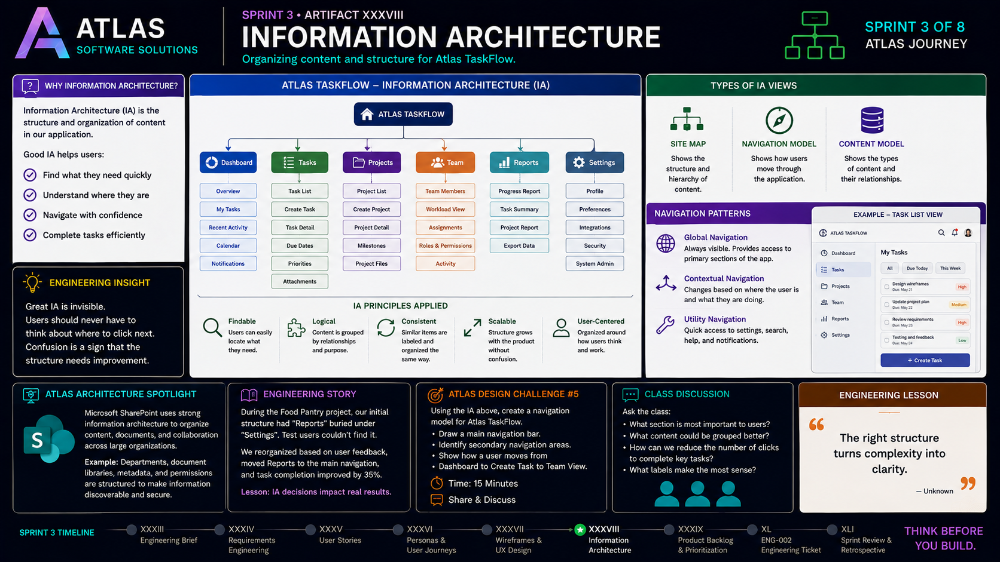 ATLAS
SOFTWARE SOLUTIONS
SPRINT 3 • ARTIFACT XXXVIII
INFORMATION ARCHITECTURE
Organizing content and structure for Atlas TaskFlow.
SPRINT 3 OF 8
ATLAS JOURNEY
WHY INFORMATION ARCHITECTURE?
Information Architecture (IA) is the
structure and organization of content
in our application.
Good IA helps users:
Find what they need quickly
Understand where they are
Navigate with confidence
Complete tasks efficiently
ENGINEERING INSIGHT
Great IA is invisible.
Users should never have to
think about where to click next.
Confusion is a sign that the
structure needs improvement.
ATLAS TASKFLOW – INFORMATION ARCHITECTURE (IA)
ATLAS TASKFLOW
Dashboard
Overview
My Tasks
Recent Activity
Calendar
Notifications
Tasks
Task List
Create Task
Task Detail
Due Dates
Priorities
Attachments
Projects
Project List
Create Project
Project Detail
Milestones
Project Files
Team
Team Members
Workload View
Assignments
Roles & Permissions
Activity
Reports
Progress Report
Task Summary
Project Report
Export Data
Settings
Profile
Preferences
Integrations
Security
System Admin
IA PRINCIPLES APPLIED
Findable
Users can easily
locate what
they need.
Logical
Content is grouped
by relationships
and purpose.
Consistent
Similar items are
labeled and
organized the
same way.
Scalable
Structure grows
with the product
without
confusion.
User-Centered
Organized around
how users think
and work.
TYPES OF IA VIEWS
SITE MAP
Shows the
structure and
hierarchy of
content.
NAVIGATION MODEL
Shows how users
move through
the application.
CONTENT MODEL
Shows the types
of content and
their relationships.
NAVIGATION PATTERNS
Global Navigation
Always visible. Provides access to
primary sections of the app.
Contextual Navigation
Changes based on where the user is
and what they are doing.
Utility Navigation
Quick access to settings, search,
help, and notifications.
EXAMPLE – TASK LIST VIEW
ATLAS TASKFLOW
Dashboard
Tasks
Projects
Team
Reports
Settings
My Tasks
All
Due Today
This Week
Design wireframes
Due: May 21
High
Update project plan
Due: May 22
Medium
Review requirements
Due: May 23
High
Testing and feedback
Due: May 24
Low
+ Create Task
ATLAS ARCHITECTURE SPOTLIGHT
S
Microsoft SharePoint uses strong
information architecture to organize
content, documents, and collaboration
across large organizations.
Example: Departments, document
libraries, metadata, and permissions
are structured to make information
discoverable and secure.
ENGINEERING STORY
During the Food Pantry project, our initial
structure had “Reports” buried under
“Settings”. Test users couldn’t find it.
We reorganized based on user feedback,
moved Reports to the main navigation,
and task completion improved by 35%.
Lesson: IA decisions impact real results.
ATLAS DESIGN CHALLENGE #5
Using the IA above, create a navigation
model for Atlas TaskFlow.
• Draw a main navigation bar.
• Identify secondary navigation areas.
• Show how a user moves from
• Dashboard to Create Task to Team View.
Time: 15 Minutes
Share & Discuss
CLASS DISCUSSION
Ask the class:
• What section is most important to users?
• What content could be grouped better?
• How can we reduce the number of clicks
to complete key tasks?
• What labels make the most sense?
ENGINEERING LESSON
“ The right structure
turns complexity into
clarity. ”
— Unknown
SPRINT 3 TIMELINE
XXXIII
Engineering Brief
XXXIV
Requirements
Engineering
XXXV
User Stories
XXXVI
Personas &
User Journeys
XXXVII
Wireframes &
UX Design
XXXVIII
Information
Architecture
XXXIX
Product Backlog
& Prioritization
XL
ENG-002
Engineering Ticket
XLI
Sprint Review &
Retrospective
THINK BEFORE
YOU BUILD.